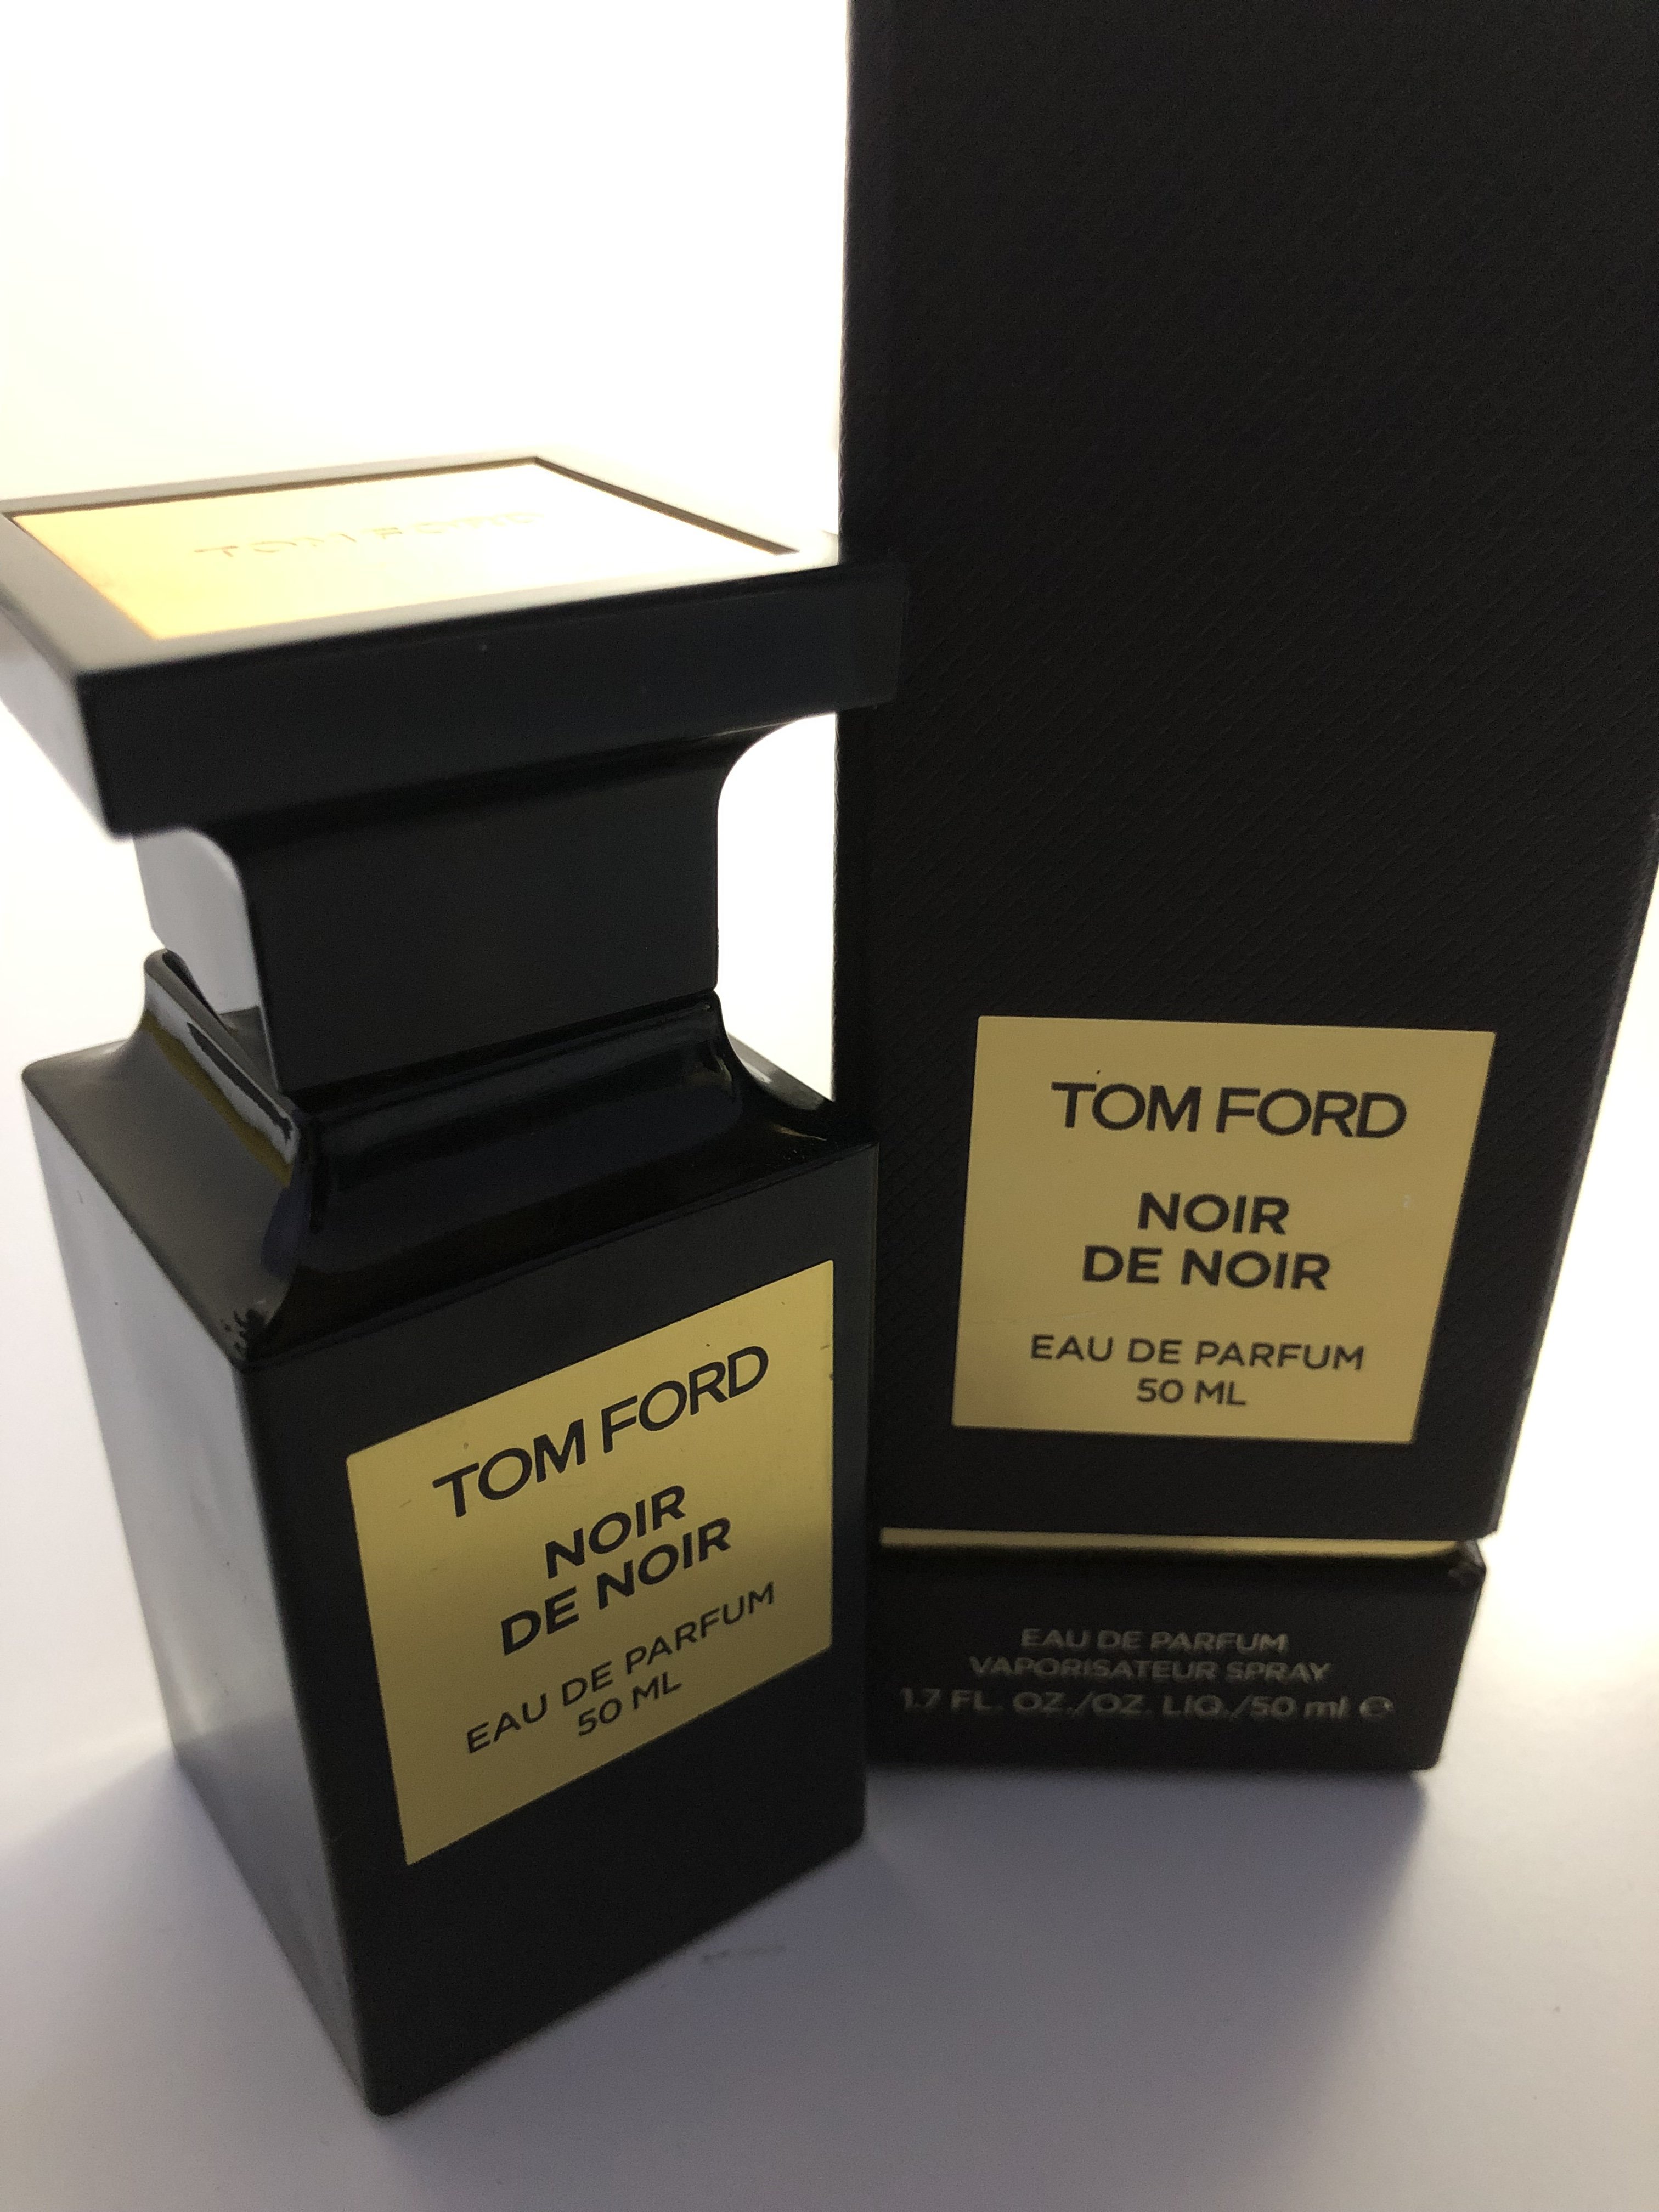 TOM FORD
TOM FORD
NOIR
DE NOIR
EAU DE PARFUM
50 ML
TOM FORD
NOIR
DE NOIR
EAU DE PARFUM
50 ML
EAU DE PARFUM
VAPORISATEUR SPRAY
1.7 FL. OZ./OZ. LIQ./50 ml ℮